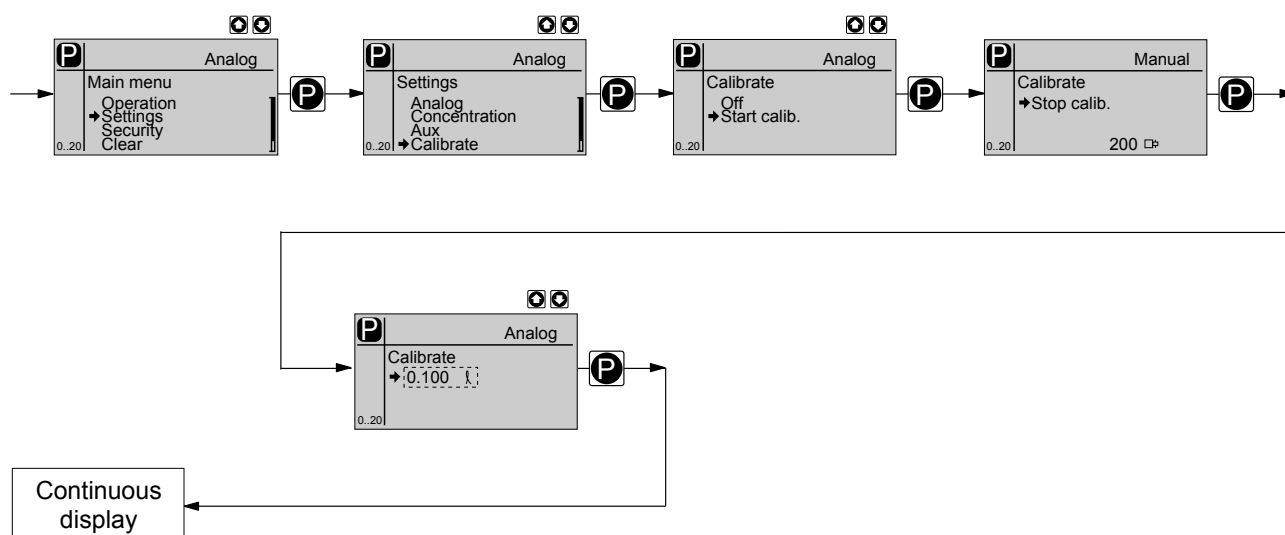 P Analog
Main menu
Operation
➔Settings
Security
Clear
0..20
P
P Analog
Settings
Analog
Concentration
Aux
➔Calibrate
0..20
P
P Analog
Calibrate
Off
➔Start calib.
0..20
P
P Manual
Calibrate
➔Stop calib.
200
0..20
P
P Analog
Calibrate
➔0.100 ℓ
0..20
P
Continuous
display